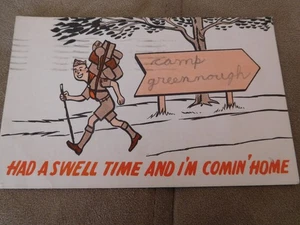 camp
greennough
HAD A SWELL TIME AND I'M COMIN' HOME